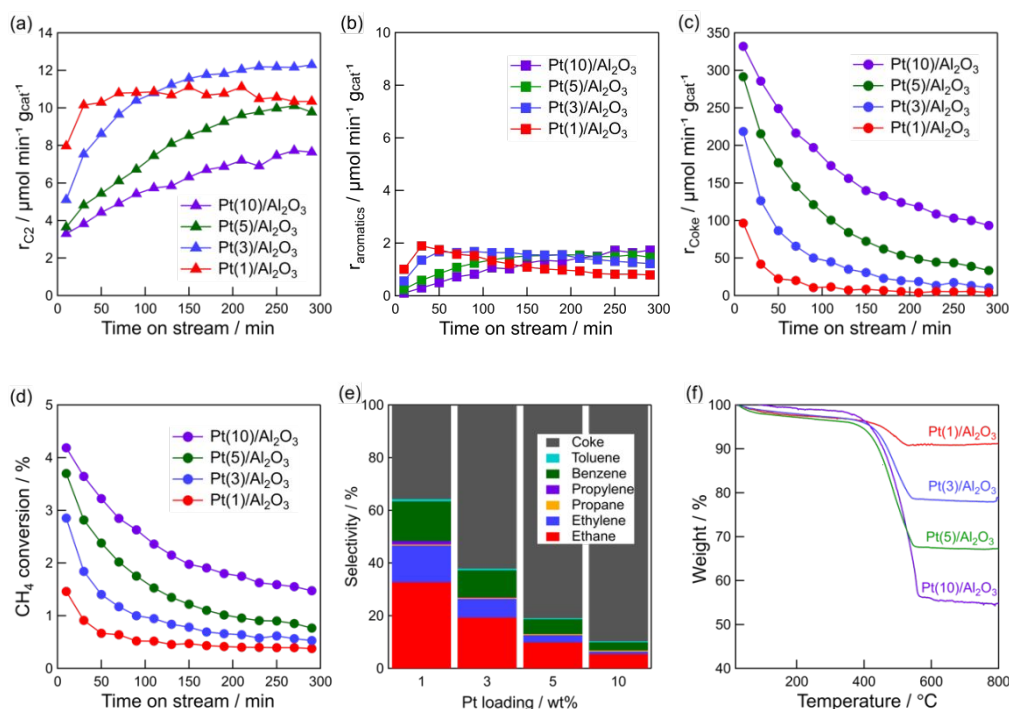 (a)
14
12
10
8
6
4
2
0
r_C2 / μmol min⁻¹ gcat⁻¹
Pt(10)/Al₂O₃
Pt(5)/Al₂O₃
Pt(3)/Al₂O₃
Pt(1)/Al₂O₃
0 50 100 150 200 250 300
Time on stream / min
(b)
10
8
6
4
2
0
r_aromatics / μmol min⁻¹ gcat⁻¹
Pt(10)/Al₂O₃
Pt(5)/Al₂O₃
Pt(3)/Al₂O₃
Pt(1)/Al₂O₃
0 50 100 150 200 250 300
Time on stream / min
(c)
350
300
250
200
150
100
50
0
r_Coke / μmol min⁻¹ gcat⁻¹
Pt(10)/Al₂O₃
Pt(5)/Al₂O₃
Pt(3)/Al₂O₃
Pt(1)/Al₂O₃
0 50 100 150 200 250 300
Time on stream / min
(d)
5
4
3
2
1
0
CH₄ conversion / %
Pt(10)/Al₂O₃
Pt(5)/Al₂O₃
Pt(3)/Al₂O₃
Pt(1)/Al₂O₃
0 50 100 150 200 250 300
Time on stream / min
(e)
100
80
60
40
20
0
Selectivity / %
Coke
Toluene
Benzene
Propylene
Propane
Ethylene
Ethane
1 3 5 10
Pt loading / wt%
(f)
100
90
80
70
60
50
40
Weight / %
Pt(1)/Al₂O₃
Pt(3)/Al₂O₃
Pt(5)/Al₂O₃
Pt(10)/Al₂O₃
200 400 600 800
Temperature / °C